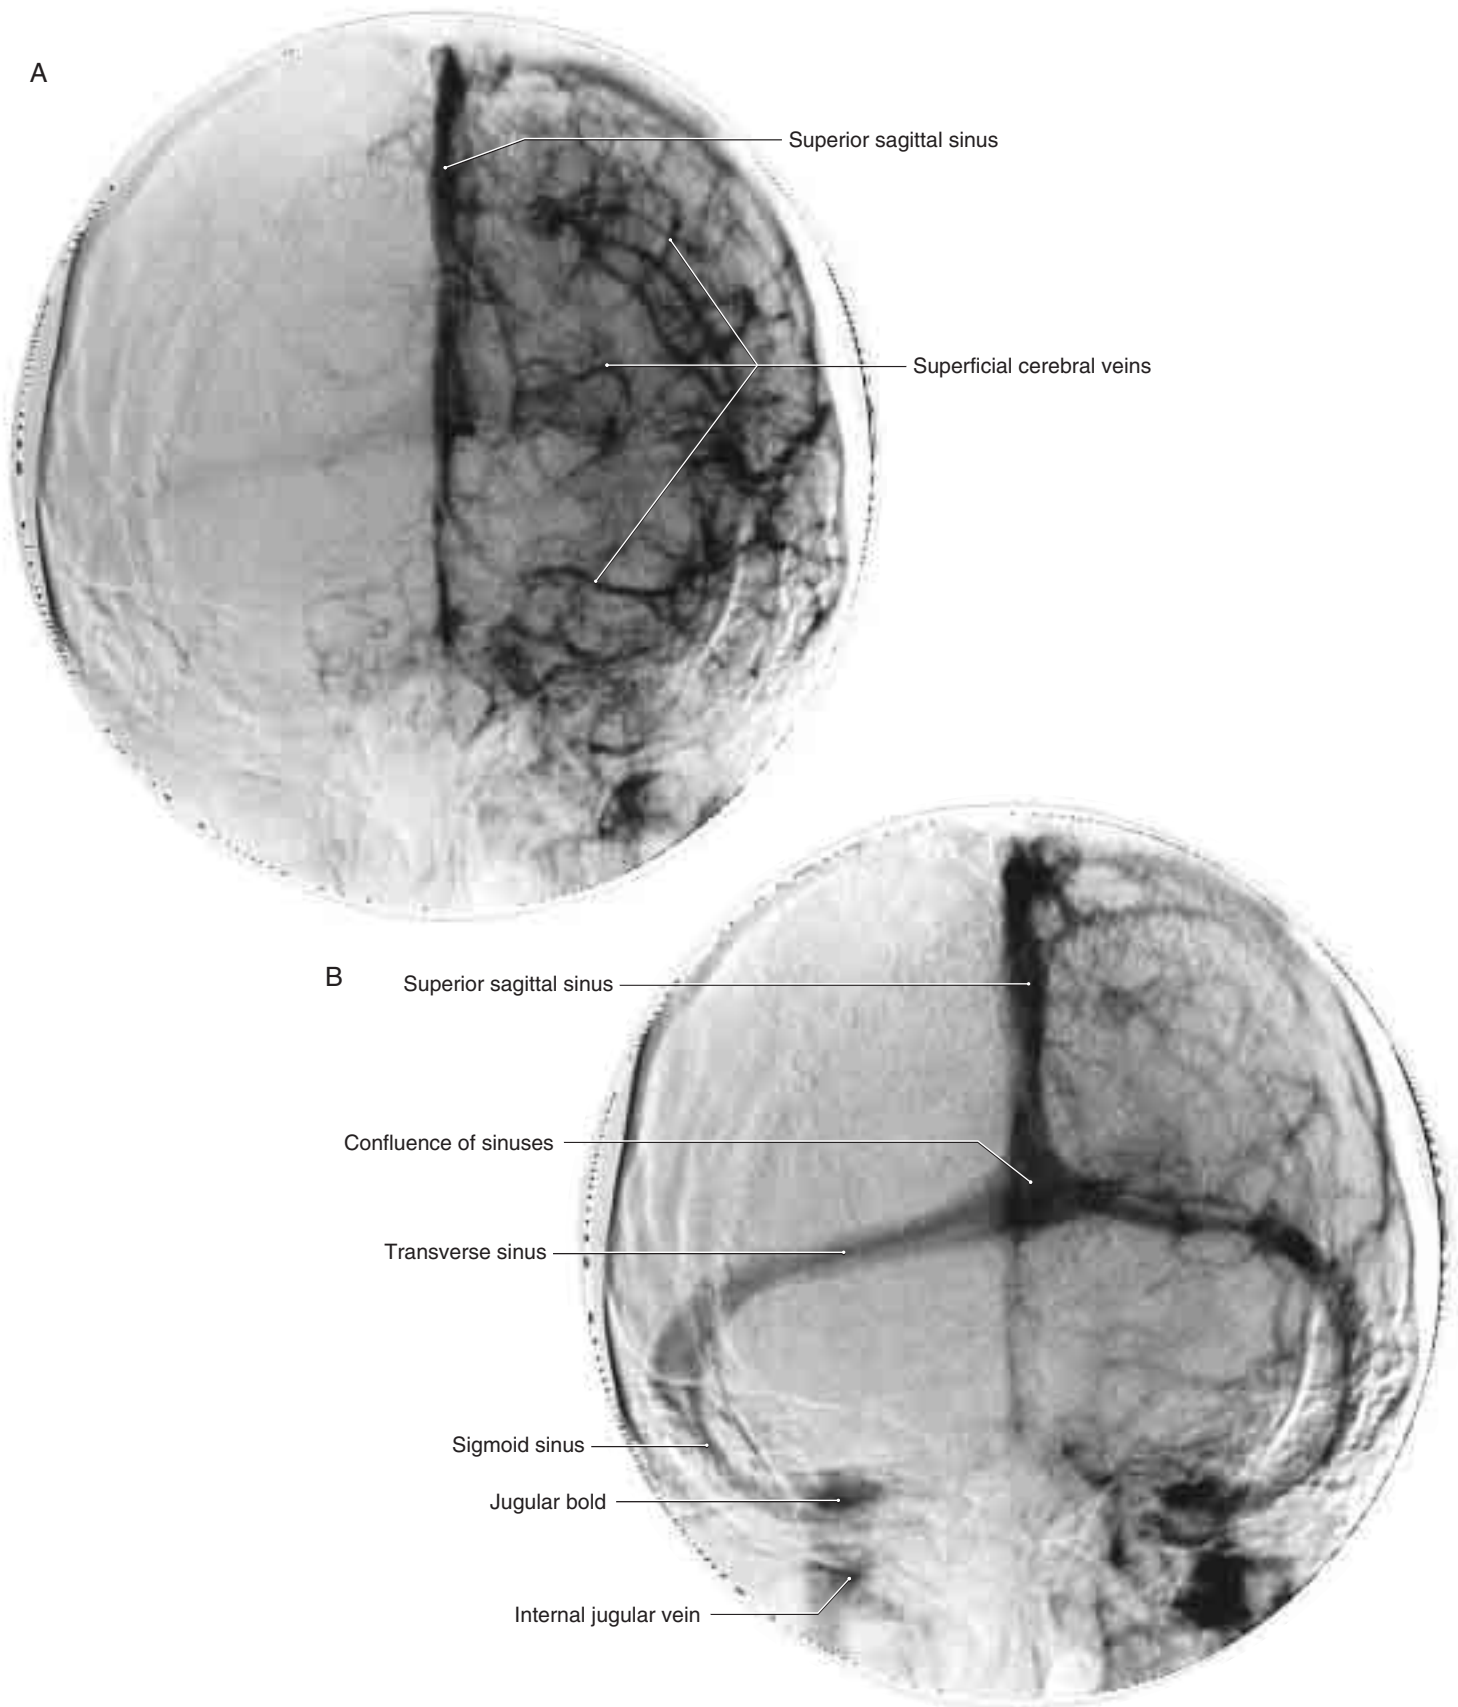 A
Superior sagittal sinus
Superficial cerebral veins
B
Superior sagittal sinus
Confluence of sinuses
Transverse sinus
Sigmoid sinus
Jugular bold
Internal jugular vein